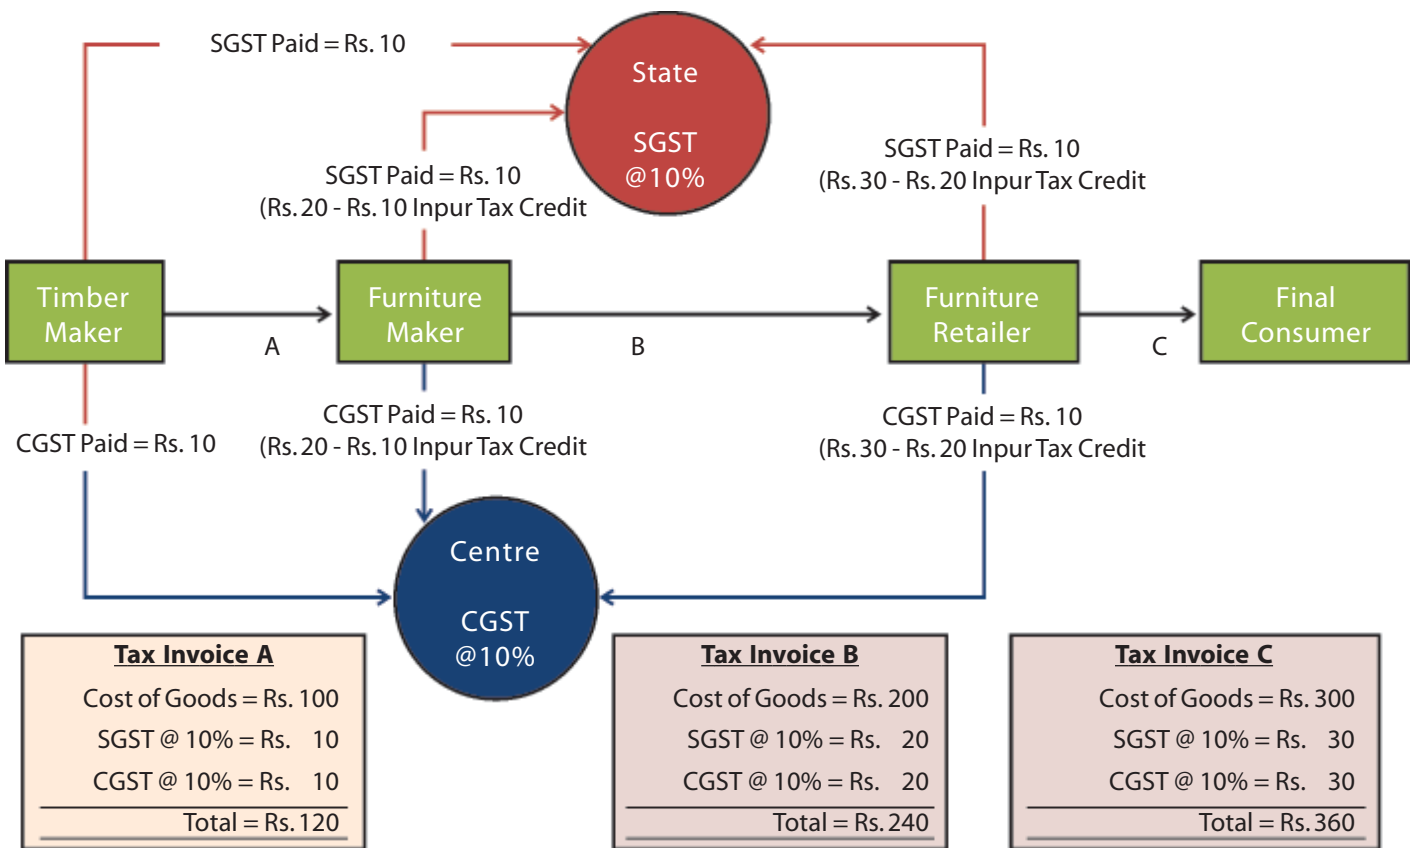 SGST Paid = Rs. 10
State
SGST
@10%
SGST Paid = Rs. 10
(Rs. 20 - Rs. 10 Inpur Tax Credit
SGST Paid = Rs. 10
(Rs. 30 - Rs. 20 Inpur Tax Credit
Timber
Maker
A
Furniture
Maker
B
Furniture
Retailer
C
Final
Consumer
CGST Paid = Rs. 10
CGST Paid = Rs. 10
(Rs. 20 - Rs. 10 Inpur Tax Credit
CGST Paid = Rs. 10
(Rs. 30 - Rs. 20 Inpur Tax Credit
Centre
CGST
@10%
Tax Invoice A
Cost of Goods = Rs. 100
SGST @ 10% = Rs. 10
CGST @ 10% = Rs. 10
Total = Rs. 120
Tax Invoice B
Cost of Goods = Rs. 200
SGST @ 10% = Rs. 20
CGST @ 10% = Rs. 20
Total = Rs. 240
Tax Invoice C
Cost of Goods = Rs. 300
SGST @ 10% = Rs. 30
CGST @ 10% = Rs. 30
Total = Rs. 360